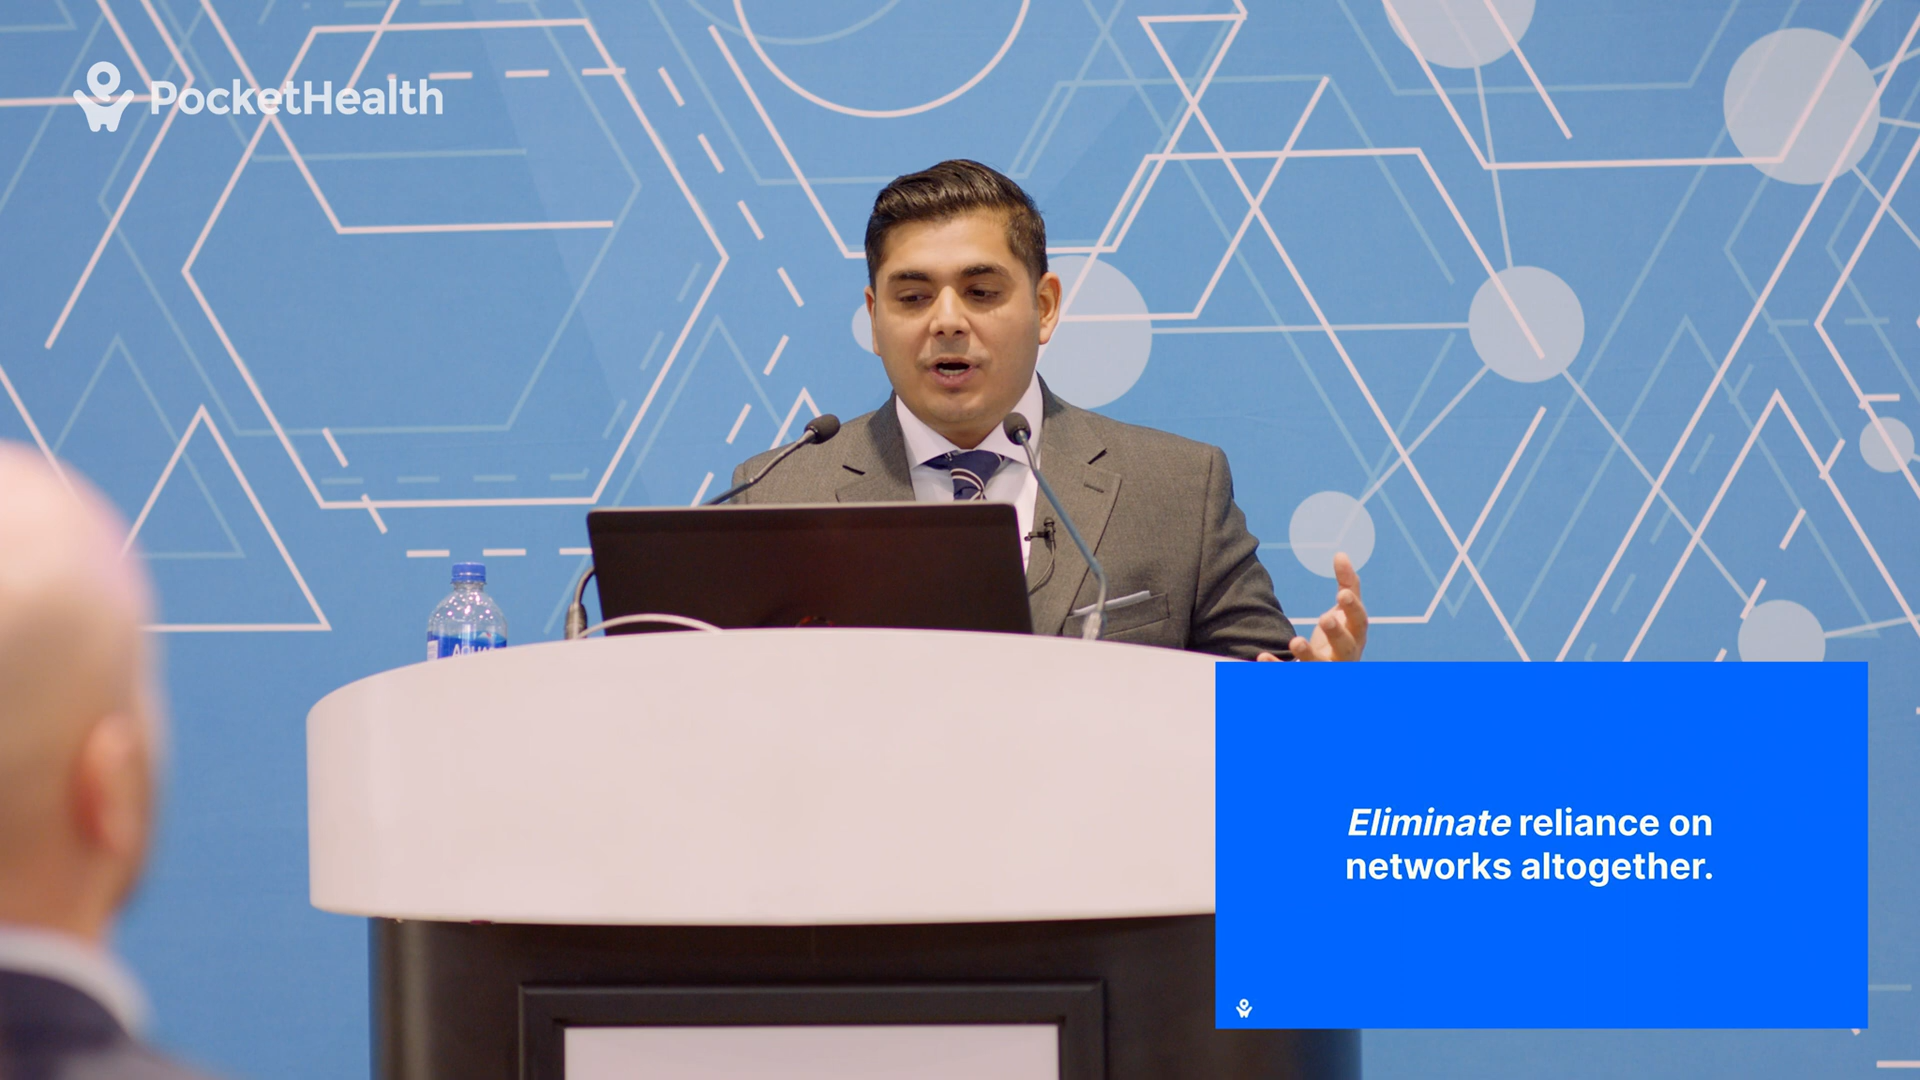 PocketHealth
Eliminate reliance on
networks altogether.